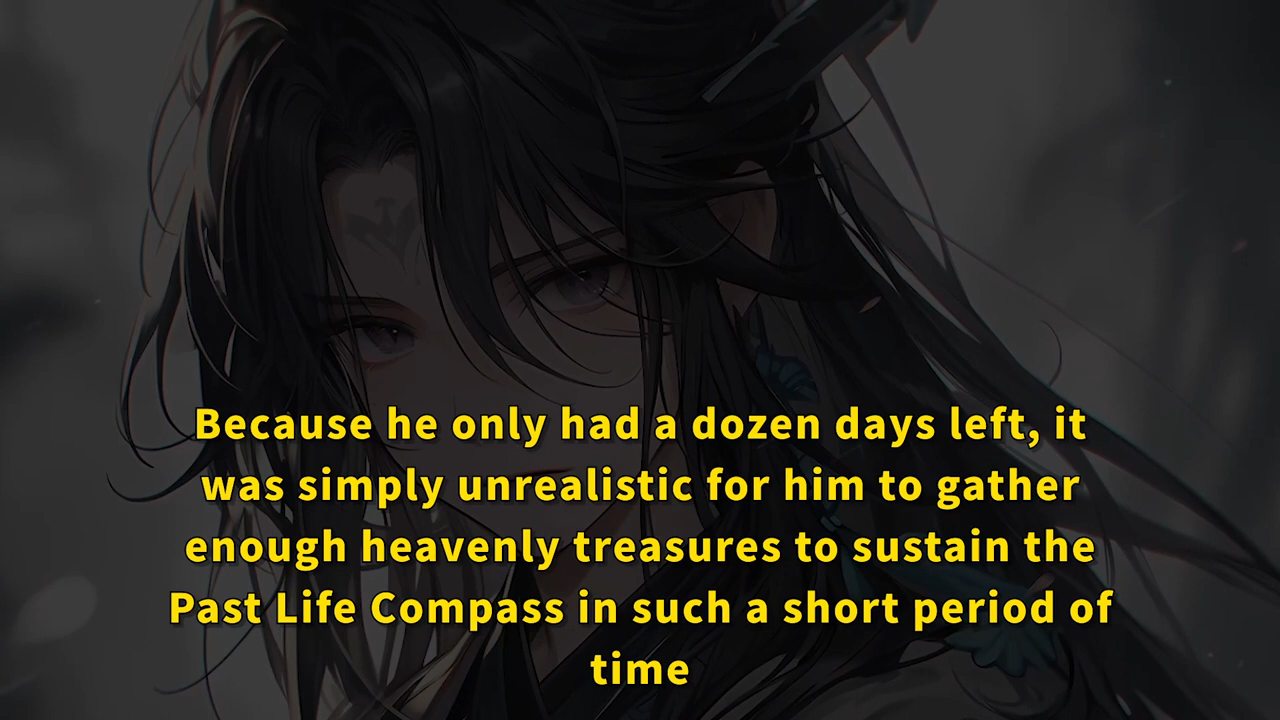 Because he only had a dozen days left, it
was simply unrealistic for him to gather
enough heavenly treasures to sustain the
Past Life Compass in such a short period of
time